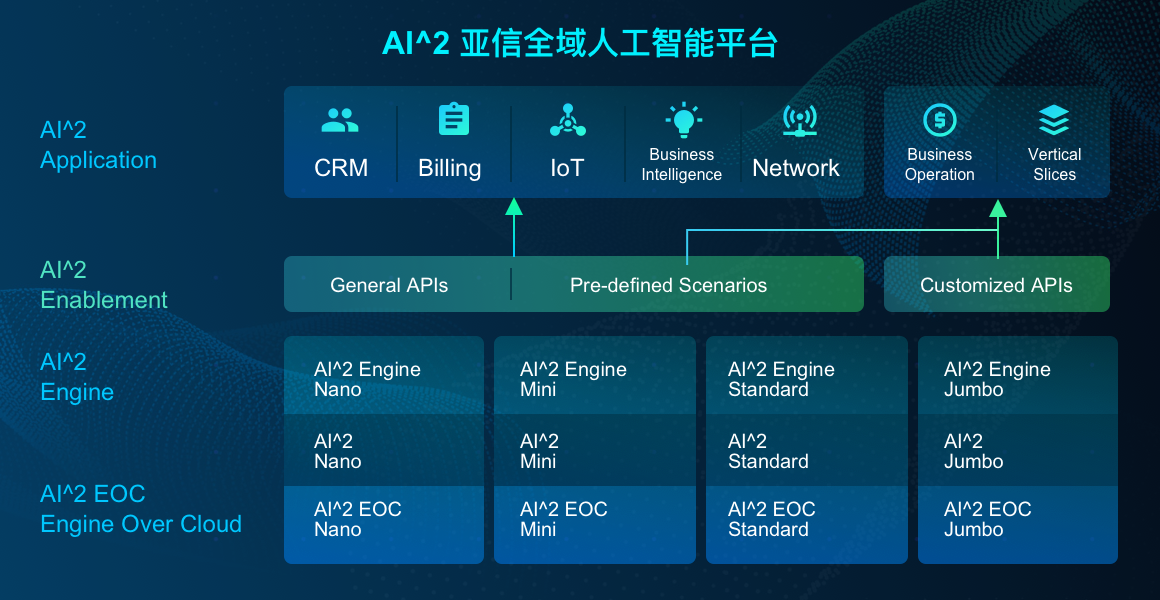 AI^2 亚信全域人工智能平台
AI^2
Application
CRM
Billing
IoT
Business
Intelligence
Network
Business
Operation
Vertical
Slices
AI^2
Enablement
General APIs
Pre-defined Scenarios
Customized APIs
AI^2
Engine
AI^2 Engine
Nano
AI^2 Engine
Mini
AI^2 Engine
Standard
AI^2 Engine
Jumbo
AI^2
Nano
AI^2
Mini
AI^2
Standard
AI^2
Jumbo
AI^2 EOC
Engine Over Cloud
AI^2 EOC
Nano
AI^2 EOC
Mini
AI^2 EOC
Standard
AI^2 EOC
Jumbo